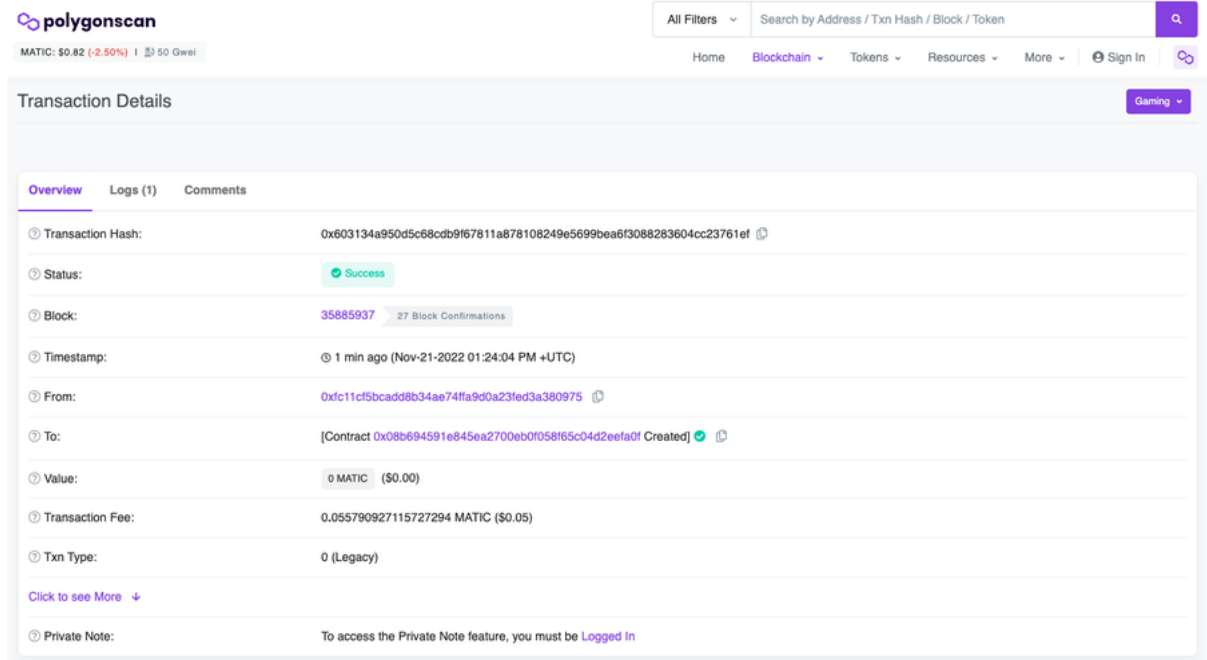 polygonscan
All Filters Search by Address / Txn Hash / Block / Token
MATIC: $0.82 (-2.50%) | 50 Gwei
Home Blockchain Tokens Resources More Sign In
Transaction Details
Gaming
Overview Logs (1) Comments
Transaction Hash: 0x603134a950d5c68cdb9f67811a878108249e5699bea6f3088283604cc23761ef
Status: Success
Block: 35885937 27 Block Confirmations
Timestamp: 1 min ago (Nov-21-2022 01:24:04 PM +UTC)
From: 0xfc11cf5bcadd8b34ae74ffa9d0a23fed3a380975
To: [Contract 0x08b694591e845ea2700eb0f058f65c04d2eefa0f Created]
Value: 0 MATIC ($0.00)
Transaction Fee: 0.055790927115727294 MATIC ($0.05)
Txn Type: 0 (Legacy)
Click to see More
Private Note: To access the Private Note feature, you must be Logged In